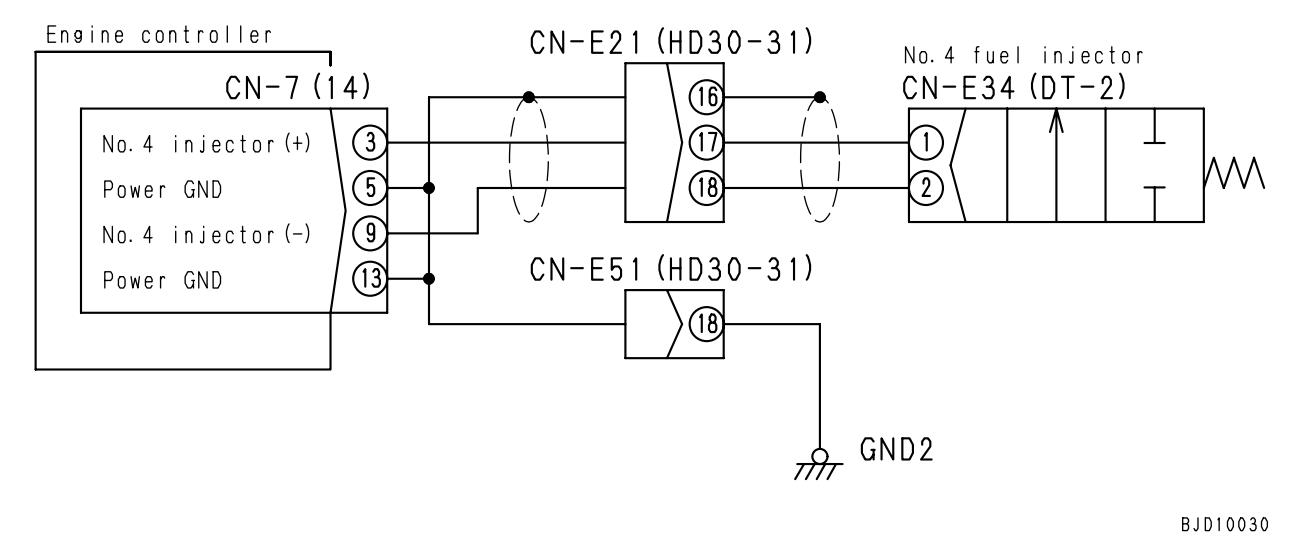 Engine controller
CN-7 (14)
No. 4 injector (+)
3
Power GND
5
No. 4 injector (-)
9
Power GND
13
CN-E21 (HD30-31)
16
17
18
CN-E51 (HD30-31)
18
No. 4 fuel injector
CN-E34 (DT-2)
1
2
GND2
BJD10030